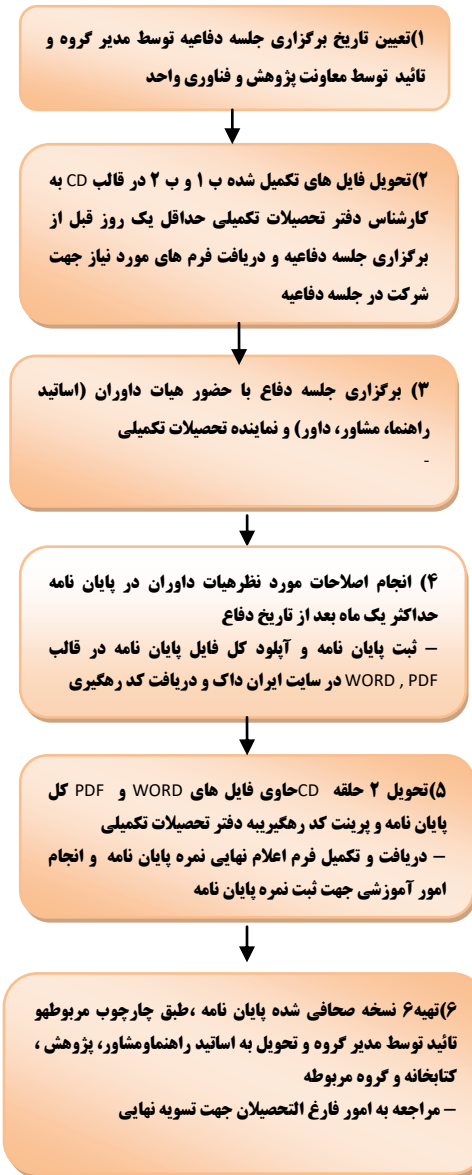 ۱)تعیین تاریخ برگزاری جلسه دفاعیه توسط مدیر گروه و
تائید توسط معاونت پژوهش و فناوری واحد
۲)تحویل فایل های تکمیل شده ب ۱ و ب ۲ در قالب CD به
کارشناس دفتر تحصیلات تکمیلی حداقل یک روز قبل از
برگزاری جلسه دفاعیه و دریافت فرم های مورد نیاز جهت
شرکت در جلسه دفاعیه
۳) برگزاری جلسه دفاع با حضور هیات داوران (اساتید
راهنما، مشاور، داور) و نماینده تحصیلات تکمیلی
-
۴) انجام اصلاحات مورد نظرهیات داوران در پایان نامه
حداکثر یک ماه بعد از تاریخ دفاع
– ثبت پایان نامه و آپلود کل فایل پایان نامه در قالب
WORD , PDF در سایت ایران داک و دریافت کد رهگیری
۵)تحویل ۲ حلقه CDحاوی فایل های WORD و PDF کل
پایان نامه و پرینت کد رهگیریبه دفتر تحصیلات تکمیلی
– دریافت و تکمیل فرم اعلام نهایی نمره پایان نامه و انجام
امور آموزشی جهت ثبت نمره پایان نامه
۶)تهیه۶ نسخه صحافی شده پایان نامه ،طبق چارچوب مربوطهو
تائید توسط مدیر گروه و تحویل به اساتید راهنماومشاور، پژوهش ،
کتابخانه و گروه مربوطه
– مراجعه به امور فارغ التحصیلان جهت تسویه نهایی